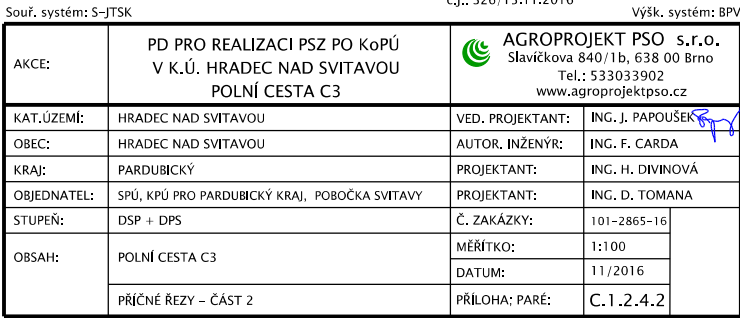 Souř. systém: S-JTSK
č.j.: 326/15.11.2016
Výšk. systém: BPV
AKCE:
PD PRO REALIZACI PSZ PO KoPÚ
V K.Ú. HRADEC NAD SVITAVOU
POLNÍ CESTA C3
AGROPROJEKT PSO s.r.o.
Slavíčkova 840/1b, 638 00 Brno
Tel.: 533033902
www.agroprojektpso.cz
KAT.ÚZEMÍ: HRADEC NAD SVITAVOU VED. PROJEKTANT: ING. J. PAPOUŠEK
OBEC: HRADEC NAD SVITAVOU AUTOR. INŽENÝR: ING. F. CARDA
KRAJ: PARDUBICKÝ PROJEKTANT: ING. H. DIVINOVÁ
OBJEDNATEL: SPÚ, KPÚ PRO PARDUBICKÝ KRAJ, POBOČKA SVITAVY PROJEKTANT: ING. D. TOMANA
STUPEŇ: DSP + DPS Č. ZAKÁZKY: 101-2865-16
OBSAH: POLNÍ CESTA C3 MĚŘÍTKO: 1:100
DATUM: 11/2016
PŘÍČNÉ ŘEZY - ČÁST 2 PŘÍLOHA; PARÉ: C.1.2.4.2